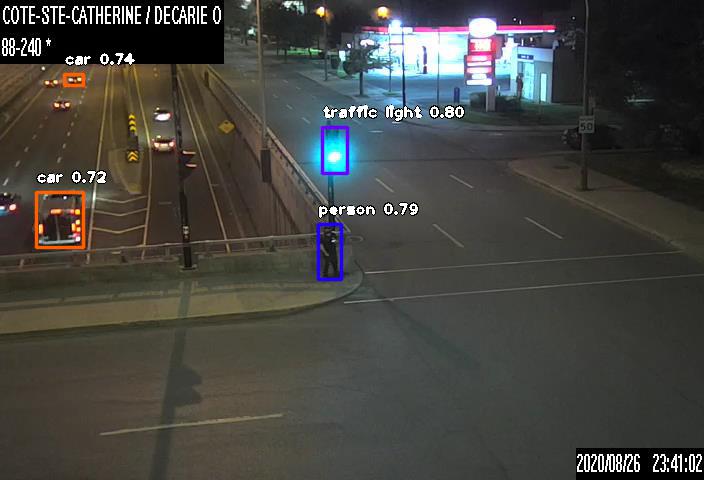 COTE-STE-CATHERINE / DECARIE O
88-240 *
car 0.74
traffic light 0.80
car 0.72
person 0.79
50
2020/08/26 23:41:02